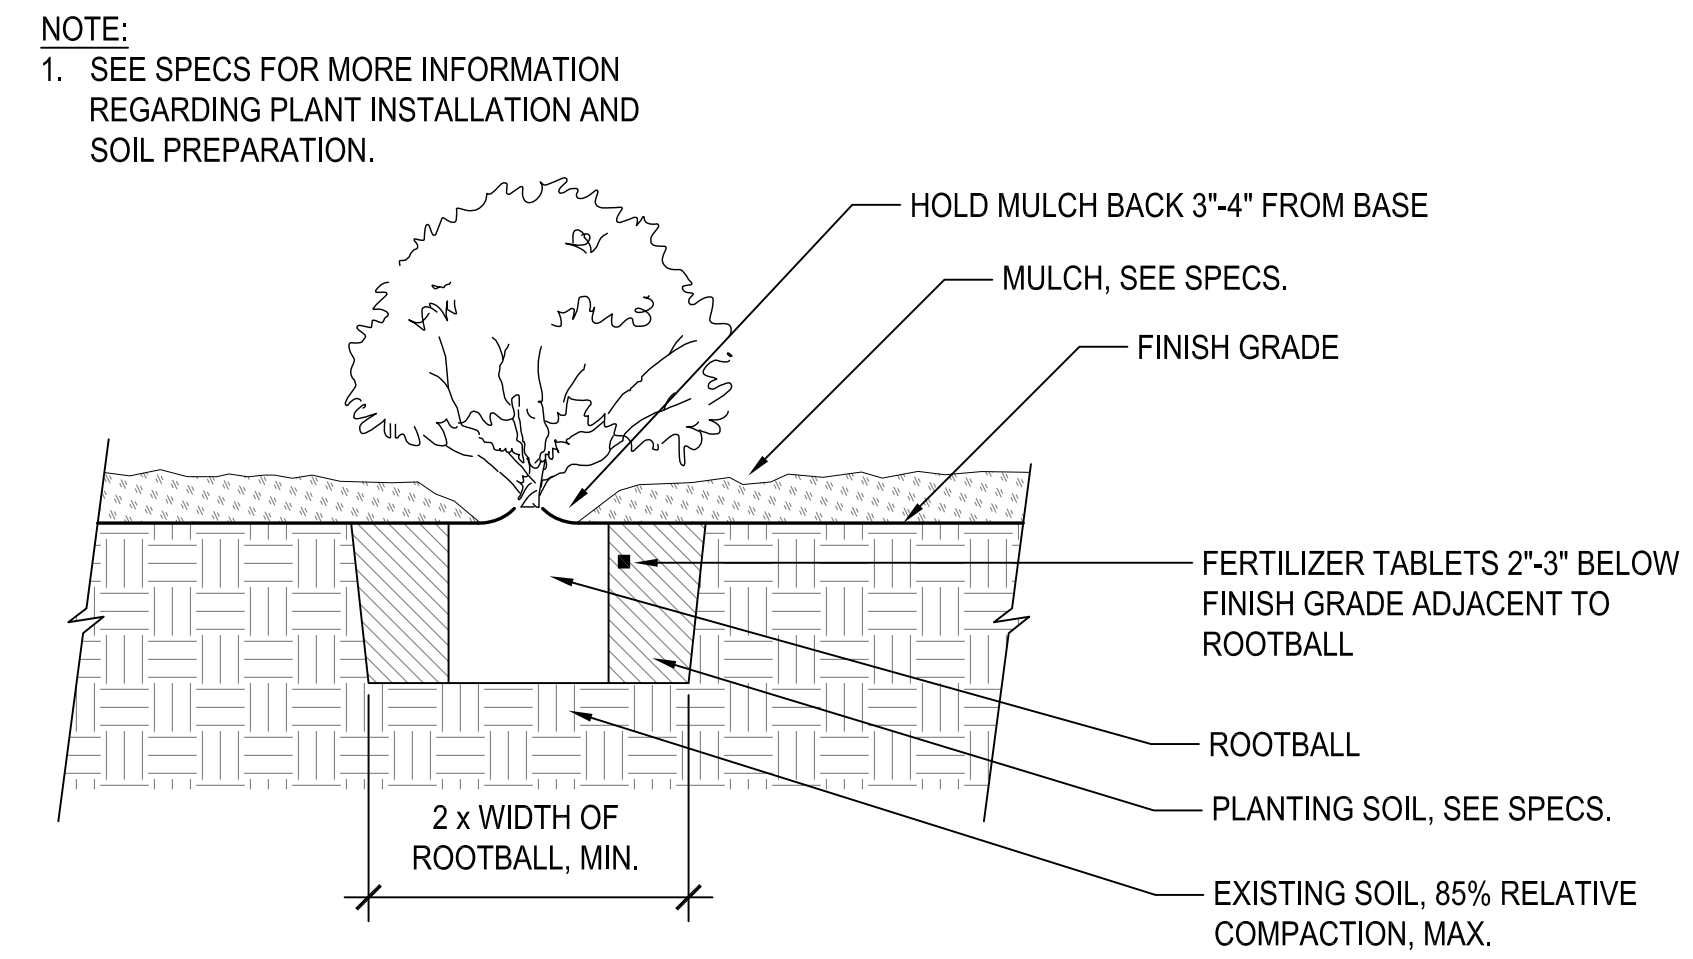 NOTE:
1. SEE SPECS FOR MORE INFORMATION
REGARDING PLANT INSTALLATION AND
SOIL PREPARATION.
HOLD MULCH BACK 3"-4" FROM BASE
MULCH, SEE SPECS.
FINISH GRADE
FERTILIZER TABLETS 2"-3" BELOW
FINISH GRADE ADJACENT TO
ROOTBALL
ROOTBALL
PLANTING SOIL, SEE SPECS.
2 x WIDTH OF
ROOTBALL, MIN.
EXISTING SOIL, 85% RELATIVE
COMPACTION, MAX.